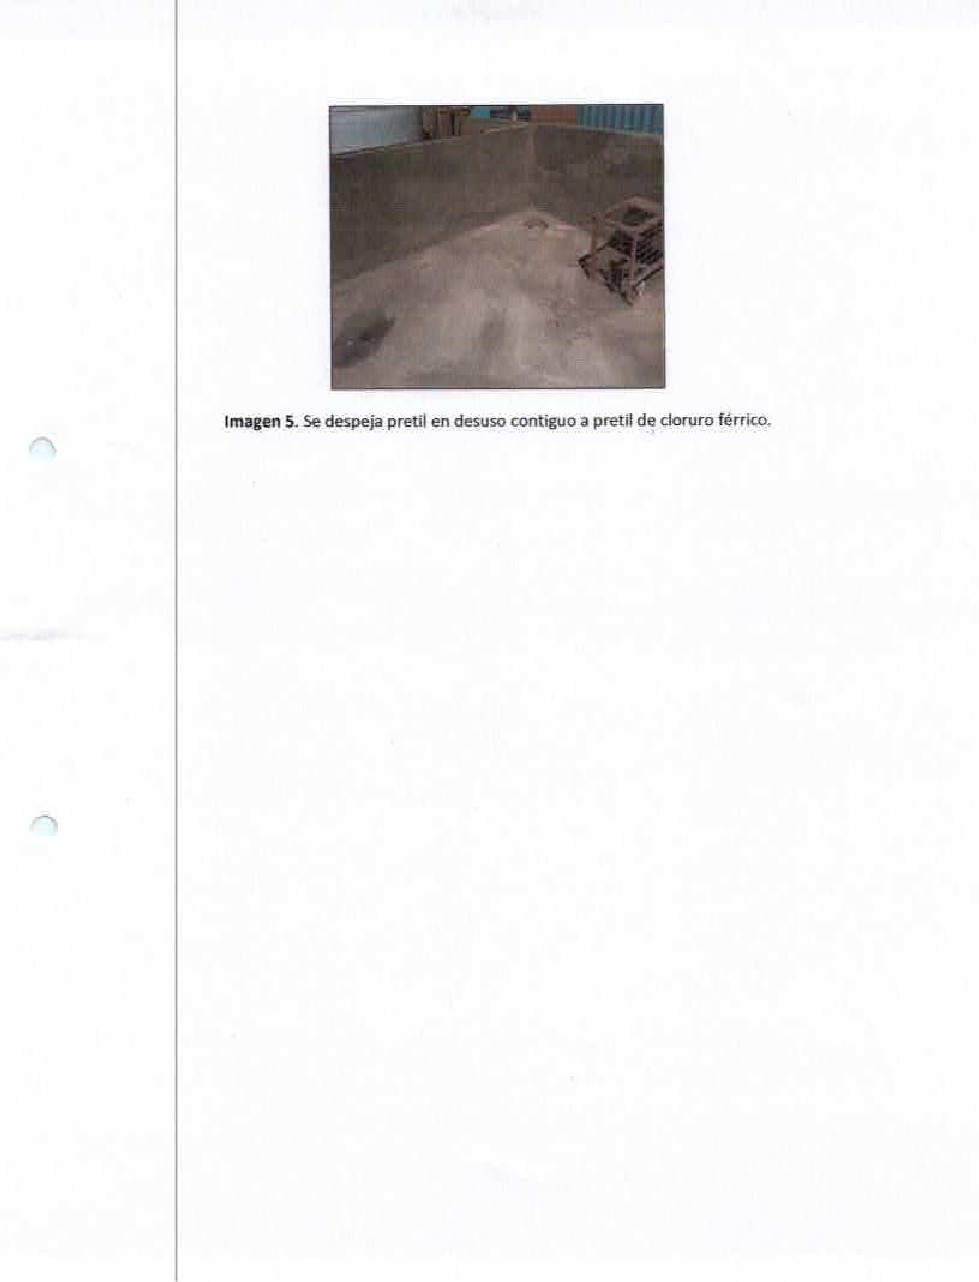 Imagen 5. Se despeja pretil en desuso contiguo a pretil de cloruro férrico.